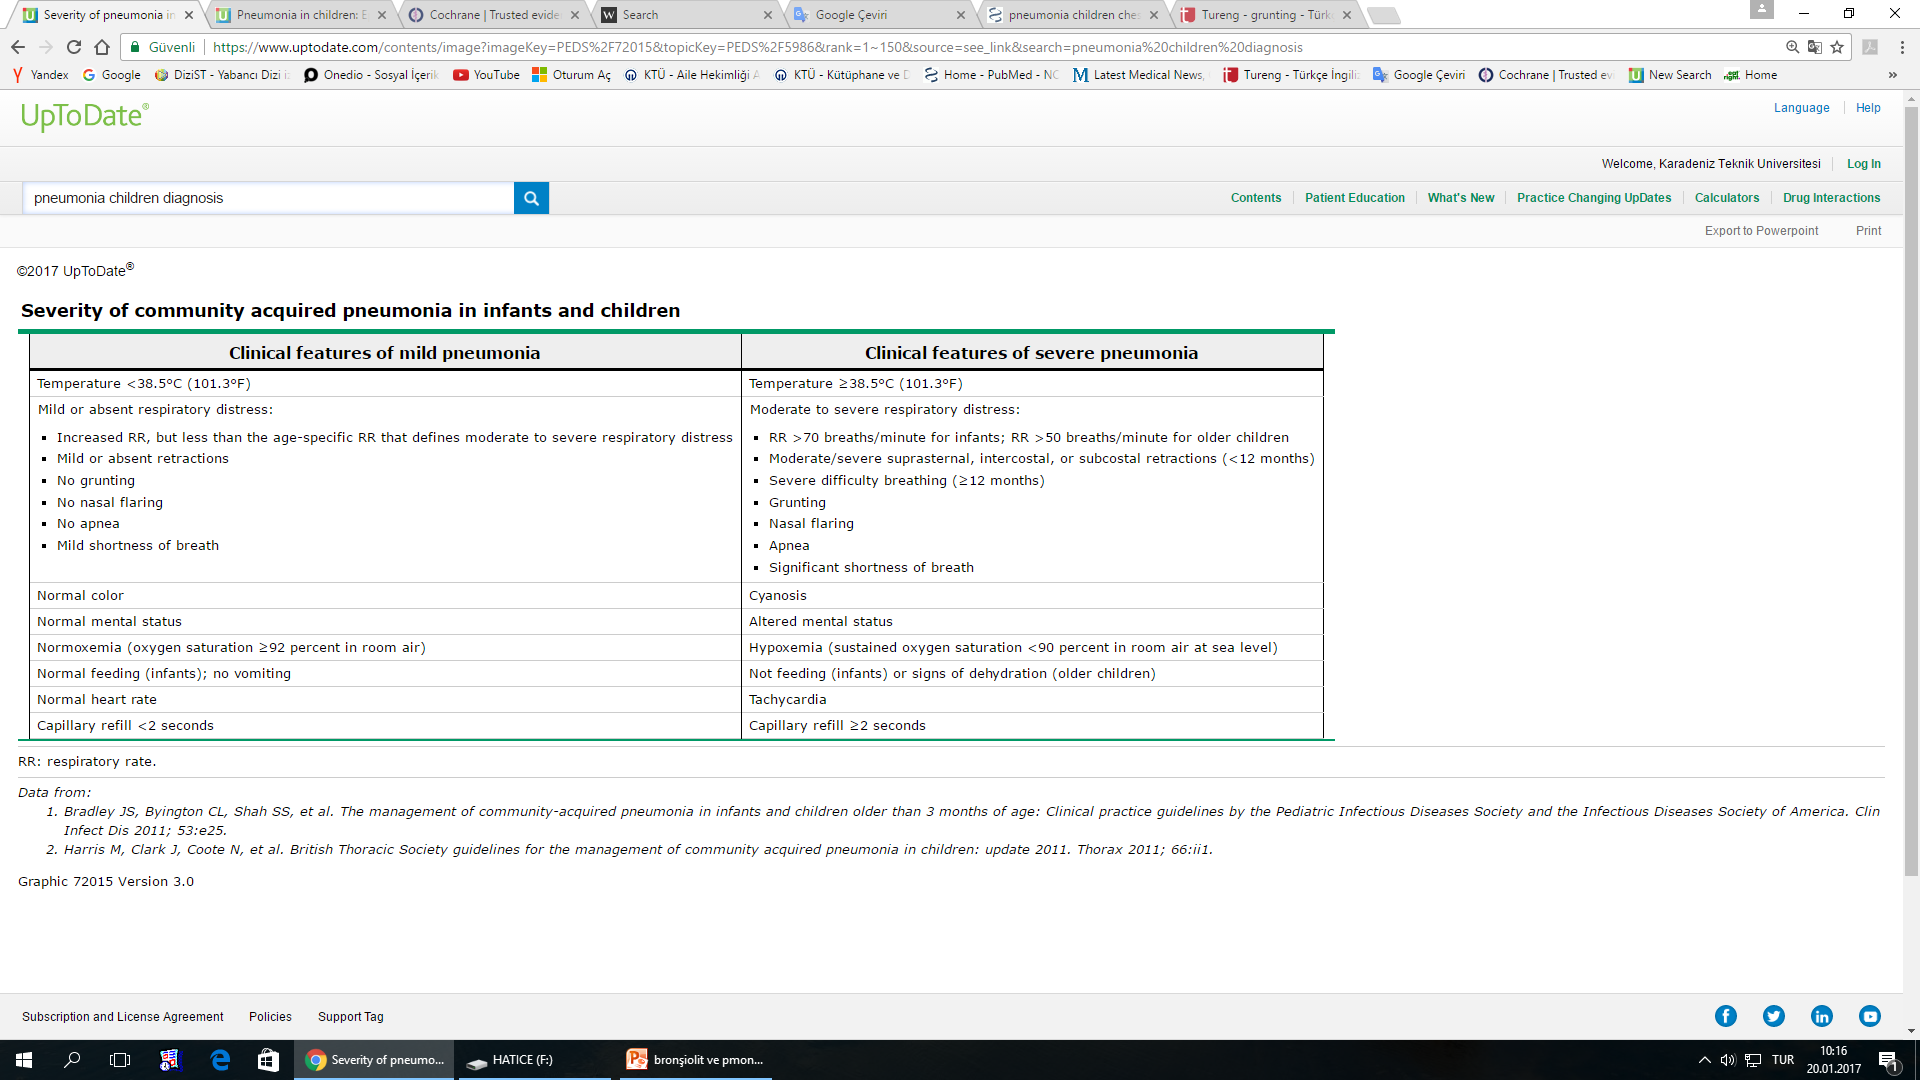 Severity of pneumonia in
Pneumonia in children: E
Cochrane | Trusted evide
Search
Google Çeviri
pneumonia children ches
Tureng - grunting - Türk
Güvenli
https://www.uptodate.com/contents/image?imageKey=PEDS%2F72015&topicKey=PEDS%2F5986&rank=1~150&source=see_link&search=pneumonia%20children%20diagnosis
Yandex
Google
DiziST - Yabancı Dizi i
Onedio - Sosyal İçerik
YouTube
Oturum Aç
KTÜ - Aile Hekimliği A
KTÜ - Kütüphane ve D
Home - PubMed - NC
Latest Medical News,
Tureng - Türkçe İngiliz
Google Çeviri
Cochrane | Trusted evi
New Search
Home
»
UpToDate®
Language
Help
Welcome, Karadeniz Teknik Universitesi
Log In
pneumonia children diagnosis
Contents
Patient Education
What's New
Practice Changing UpDates
Calculators
Drug Interactions
Export to Powerpoint
Print
©2017 UpToDate®
Severity of community acquired pneumonia in infants and children
Clinical features of mild pneumonia
Clinical features of severe pneumonia
Temperature <38.5°C (101.3°F)
Temperature ≥38.5°C (101.3°F)
Mild or absent respiratory distress:
▪ Increased RR, but less than the age-specific RR that defines moderate to severe respiratory distress
▪ Mild or absent retractions
▪ No grunting
▪ No nasal flaring
▪ No apnea
▪ Mild shortness of breath
Moderate to severe respiratory distress:
▪ RR >70 breaths/minute for infants; RR >50 breaths/minute for older children
▪ Moderate/severe suprasternal, intercostal, or subcostal retractions (<12 months)
▪ Severe difficulty breathing (≥12 months)
▪ Grunting
▪ Nasal flaring
▪ Apnea
▪ Significant shortness of breath
Normal color
Cyanosis
Normal mental status
Altered mental status
Normoxemia (oxygen saturation ≥92 percent in room air)
Hypoxemia (sustained oxygen saturation <90 percent in room air at sea level)
Normal feeding (infants); no vomiting
Not feeding (infants) or signs of dehydration (older children)
Normal heart rate
Tachycardia
Capillary refill <2 seconds
Capillary refill ≥2 seconds
RR: respiratory rate.
Data from:
1. Bradley JS, Byington CL, Shah SS, et al. The management of community-acquired pneumonia in infants and children older than 3 months of age: Clinical practice guidelines by the Pediatric Infectious Diseases Society and the Infectious Diseases Society of America. Clin
Infect Dis 2011; 53:e25.
2. Harris M, Clark J, Coote N, et al. British Thoracic Society guidelines for the management of community acquired pneumonia in children: update 2011. Thorax 2011; 66:ii1.
Graphic 72015 Version 3.0
Subscription and License Agreement
Policies
Support Tag
Severity of pneumo...
HATICE (F:)
bronşiolit ve pmon...
TUR
10:16
20.01.2017
1